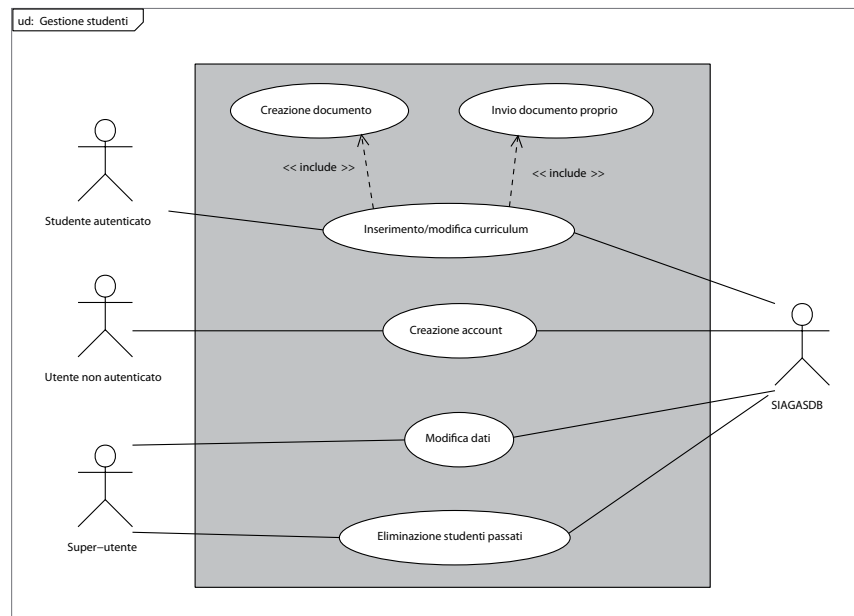 ud: Gestione studenti
Creazione documento
Invio documento proprio
<< include >>
<< include >>
Studente autenticato
Inserimento/modifica curriculum
Creazione account
Utente non autenticato
SIAGASDB
Modifica dati
Super-utente
Eliminazione studenti passati